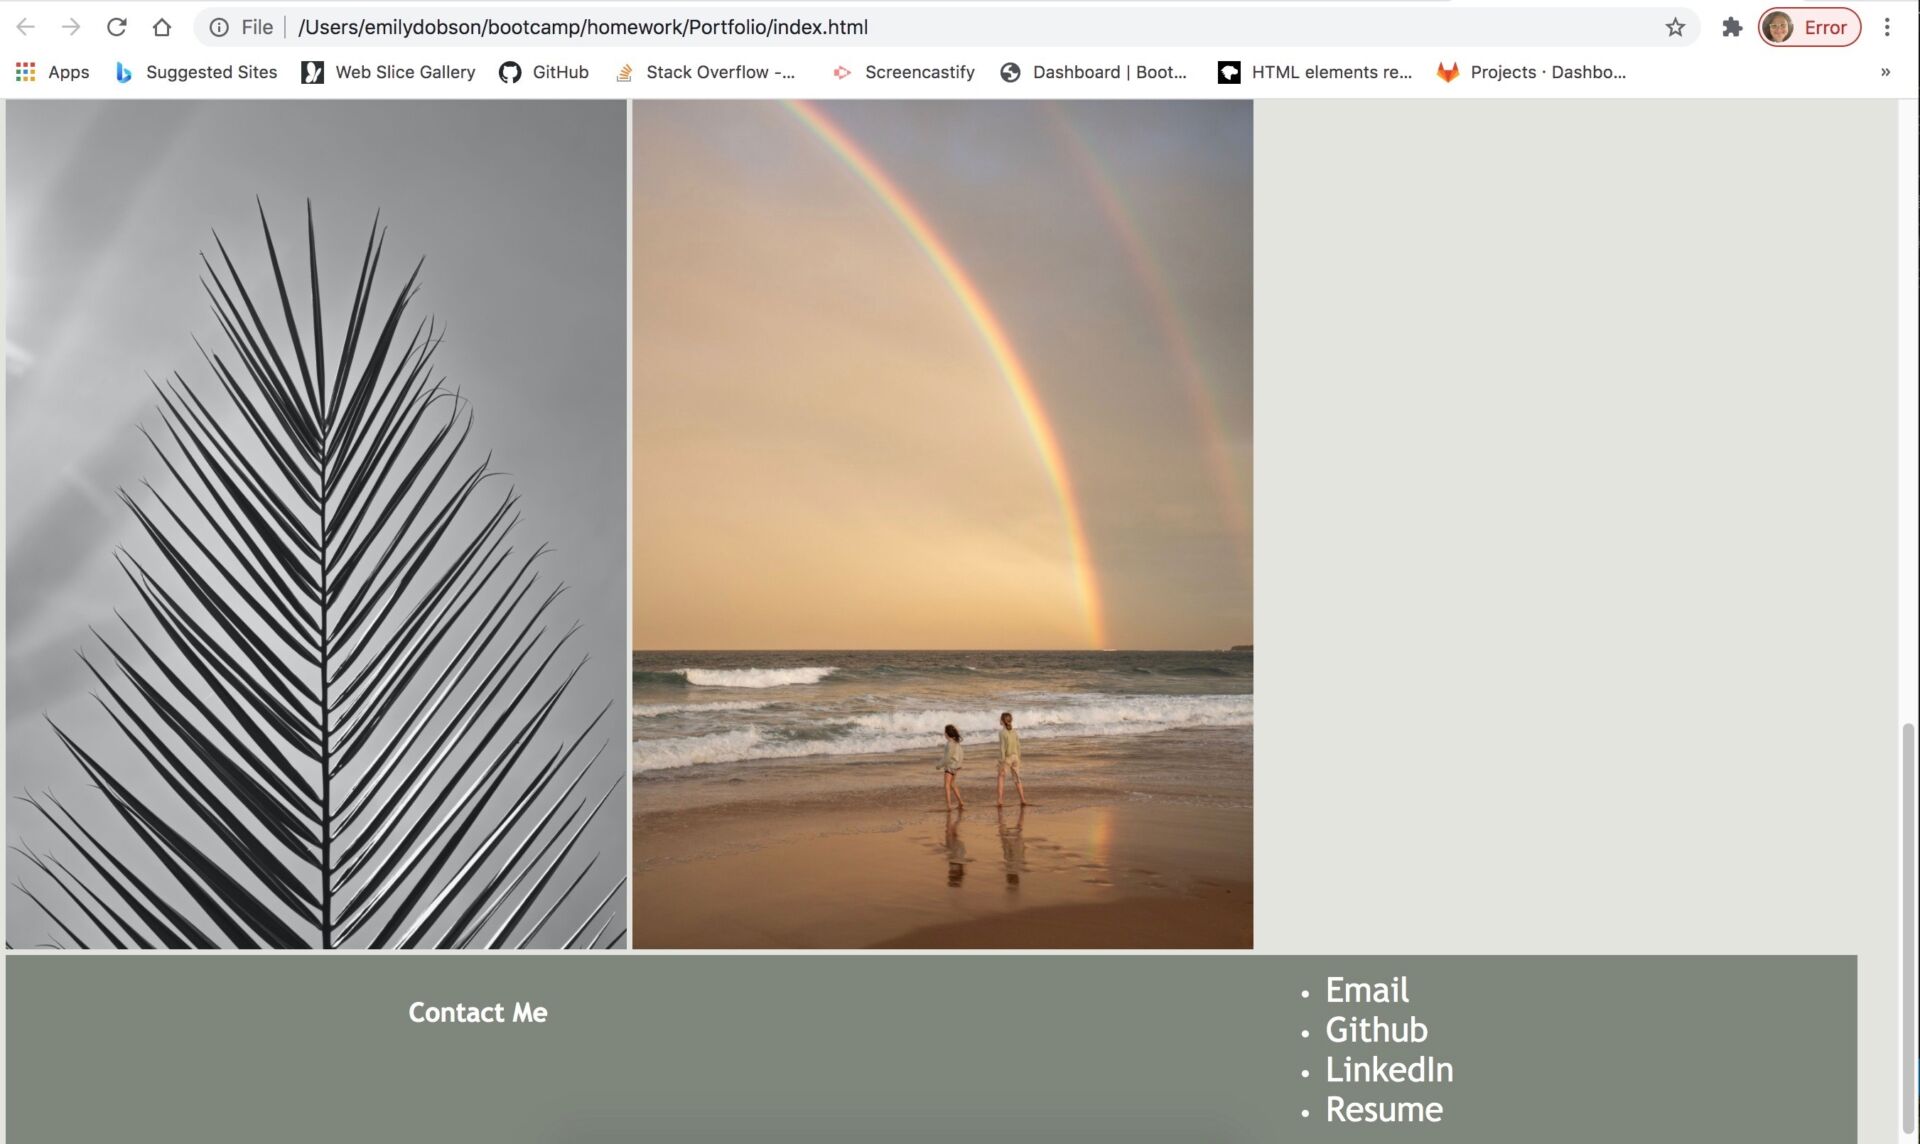 File /Users/emilydobson/bootcamp/homework/Portfolio/index.html Error
Apps Suggested Sites Web Slice Gallery GitHub Stack Overflow -... Screencastify Dashboard | Boot... HTML elements re... Projects · Dashbo... »
Contact Me
• Email
• Github
• LinkedIn
• Resume